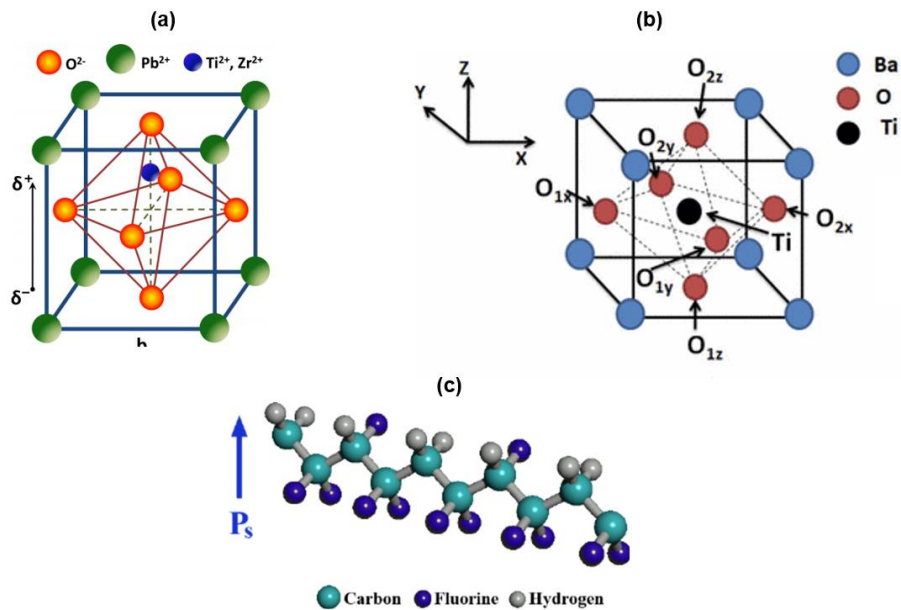 (a)
O²⁻ Pb²⁺ Ti²⁺, Zr²⁺
δ⁺
δ⁻
(b)
Z
Y
X
O₂z
O₂y
O₁x
O₂x
Ti
O₁y
O₁z
Ba
O
Ti
(c)
Pₛ
Carbon Fluorine Hydrogen